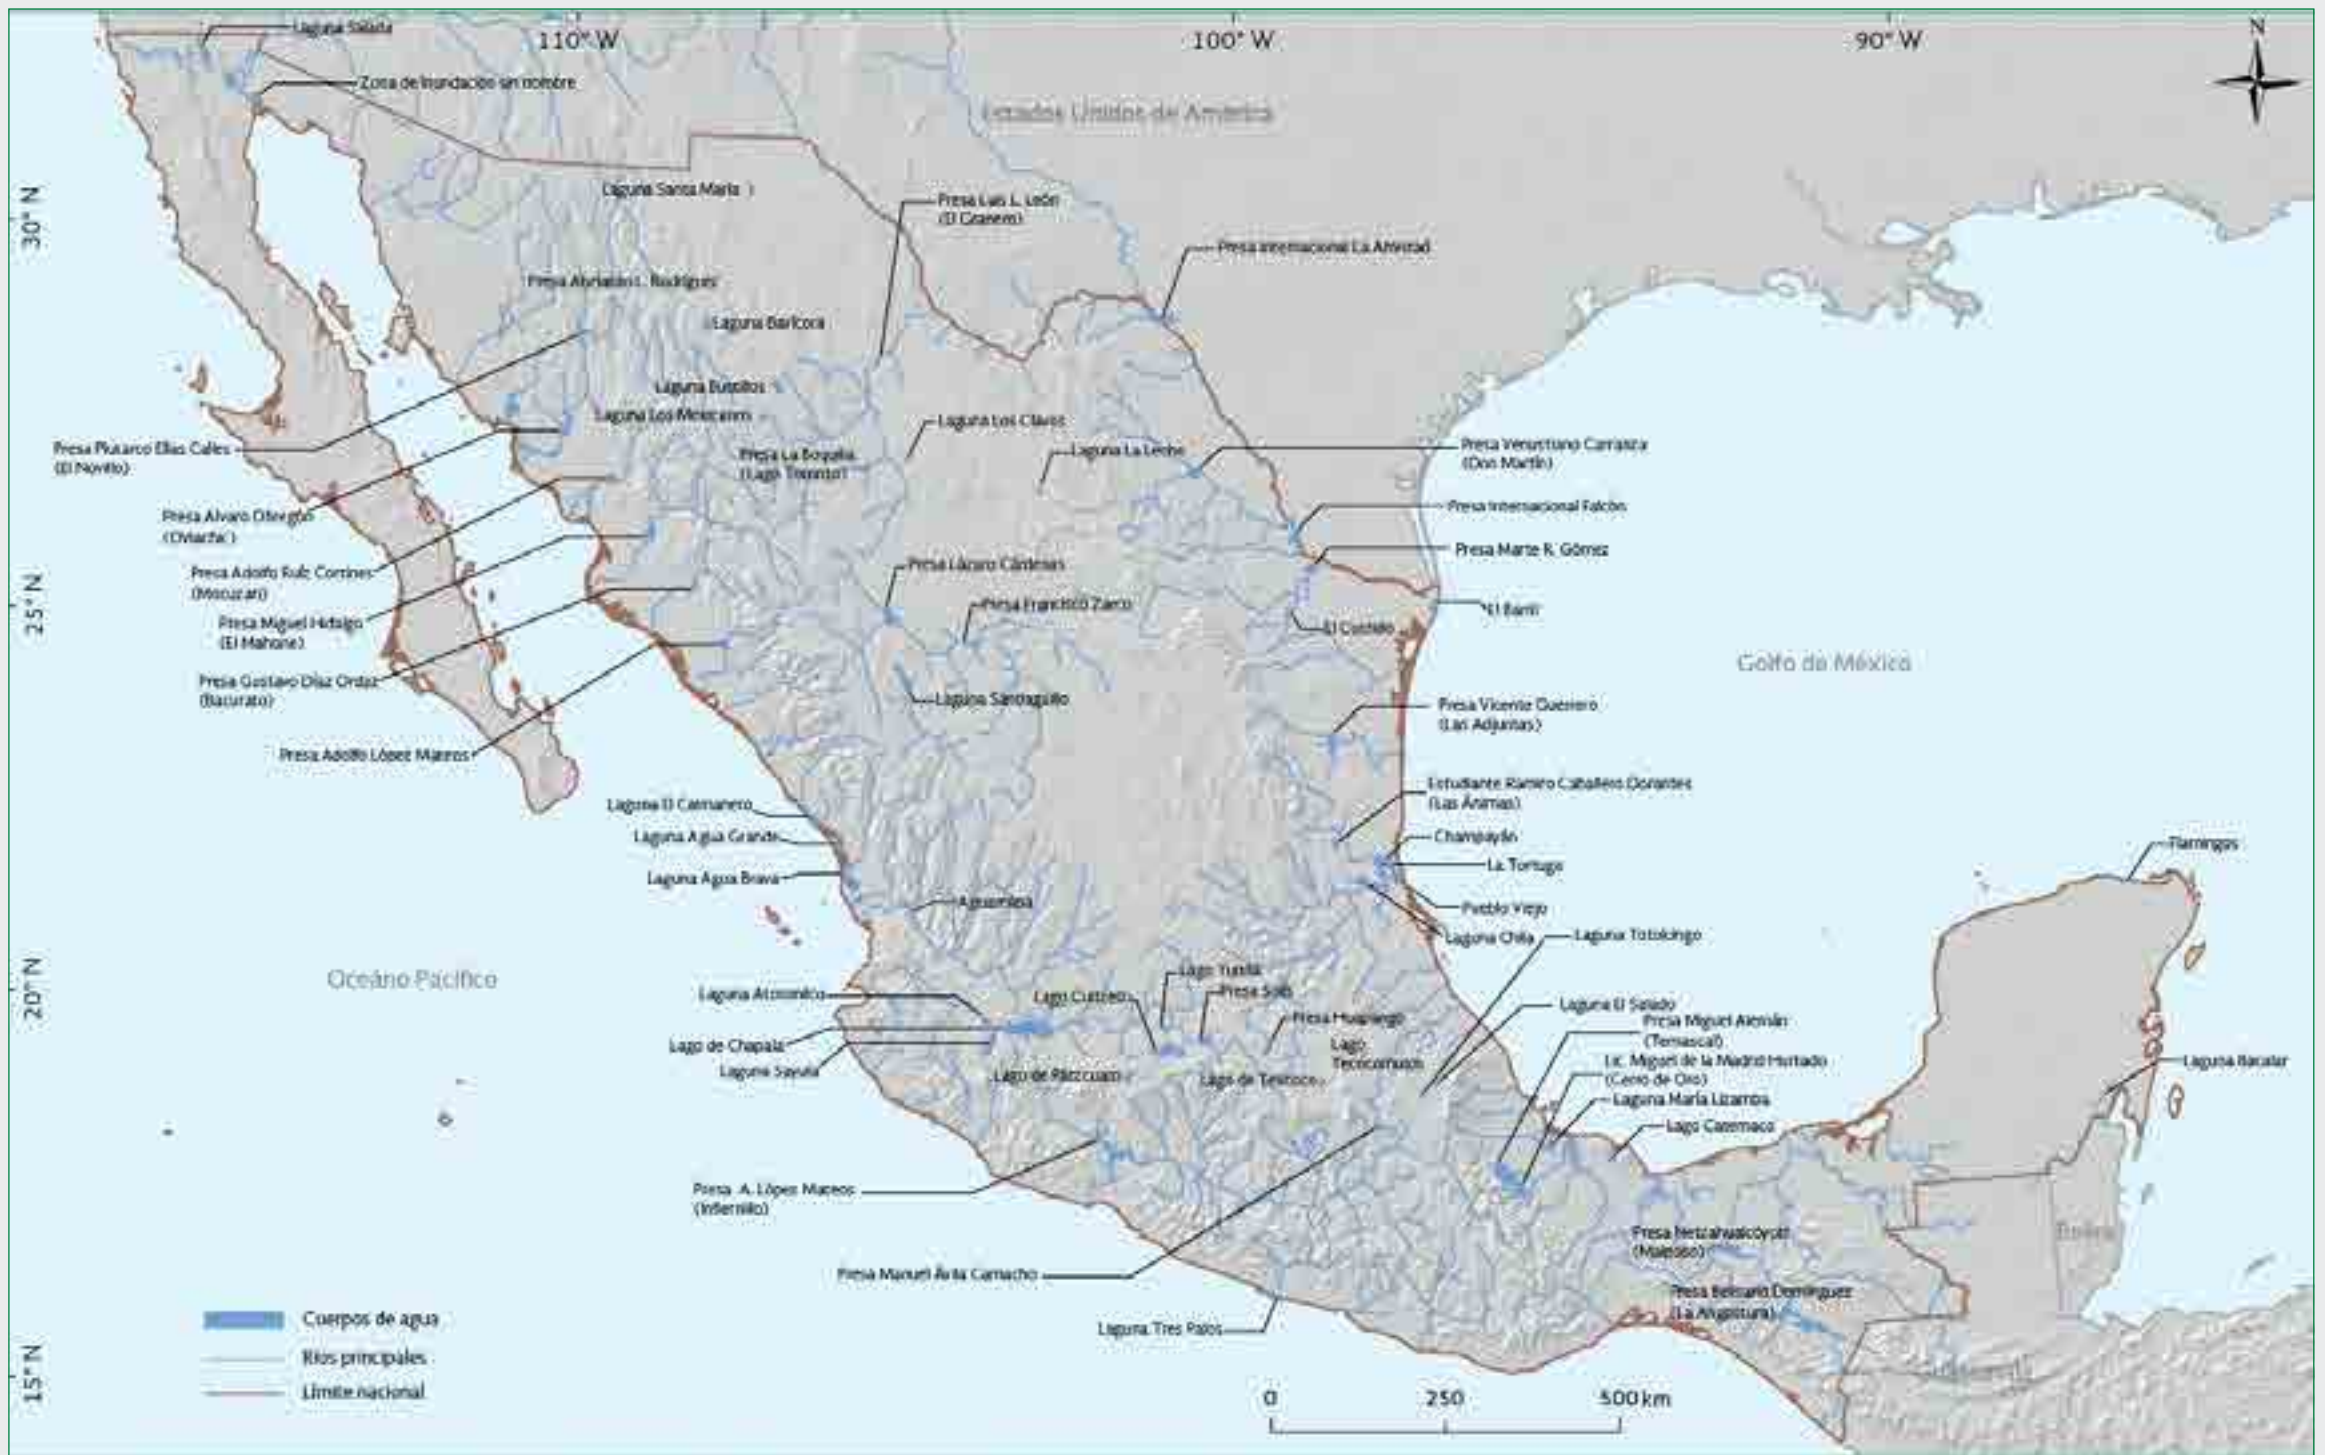 Laguna Salada
110° W
100° W
90° W
N
Zona de inundación sin nombre
Estados Unidos de América
30° N
Laguna Santa María
Presa Luis L. León
(El Granero)
Presa Internacional La Amistad
Presa Abelardo L. Rodríguez
Laguna Barícora
Laguna Bustillos
Laguna Los Mexicanos
Laguna Los Clavos
Presa Plutarco Elías Calles
(El Novillo)
Presa La Boquilla
(Lago Toronto)
Laguna La Leche
Presa Venustiano Carranza
(Don Martín)
Presa Alvaro Obregón
(Oviachi)
Presa Internacional Falcón
Presa Marte R. Gómez
Presa Adolfo Ruíz Cortines
(Mocuzari)
Presa Lázaro Cárdenas
25° N
Presa Francisco Zarco
El Barril
Presa Miguel Hidalgo
(El Mahone)
El Cuchillo
Golfo de México
Presa Gustavo Díaz Ordaz
(Bacurato)
Laguna Santiaguillo
Presa Vicente Guerrero
(Las Adjuntas)
Presa Adolfo López Mateos
Estudiante Ramiro Caballero Dorantes
(Las Ánimas)
Laguna El Caimanero
Laguna Agua Grande
Champayán
Flamingos
La Tortuga
Laguna Agua Brava
Aguamilpa
Pueblo Viejo
Laguna Chila
Laguna Totolcingo
Océano Pacífico
20° N
Lago Yuriria
Laguna Atotonilco
Lago Cuitzeo
Presa Solís
Laguna El Salado
Presa Huapango
Presa Miguel Alemán
(Temascal)
Lago de Chapala
Lago
Tecocomulco
Laguna Sayula
Lago de Pátzcuaro
Lago de Texcoco
Lic. Miguel de la Madrid Hurtado
(Cerro de Oro)
Laguna Bacalar
Laguna María Lizamba
Lago Catemaco
Presa A. López Mateos
(Infiernillo)
Presa Netzahualcóyotl
(Malpaso)
Belice
Presa Manuel Ávila Camacho
Presa Belisario Domínguez
(La Angostura)
Laguna Tres Palos
Guatemala
15° N
Cuerpos de agua
Ríos principales
Límite nacional
0 250 500 km